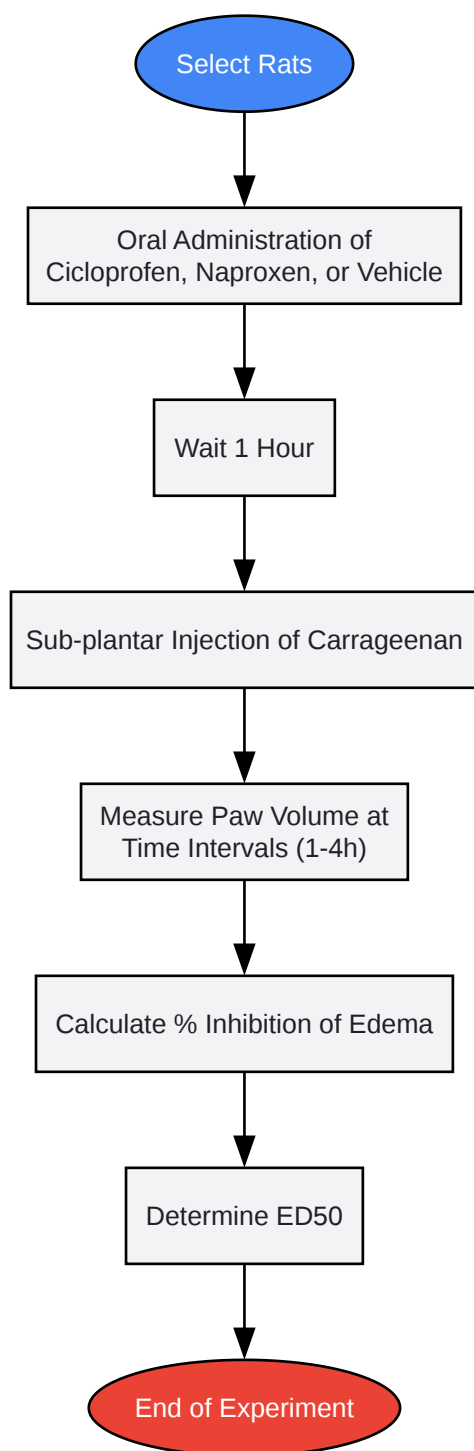 Select Rats
Oral Administration of
Cicloprofen, Naproxen, or Vehicle
Wait 1 Hour
Sub-plantar Injection of Carrageenan
Measure Paw Volume at
Time Intervals (1-4h)
Calculate % Inhibition of Edema
Determine ED50
End of Experiment